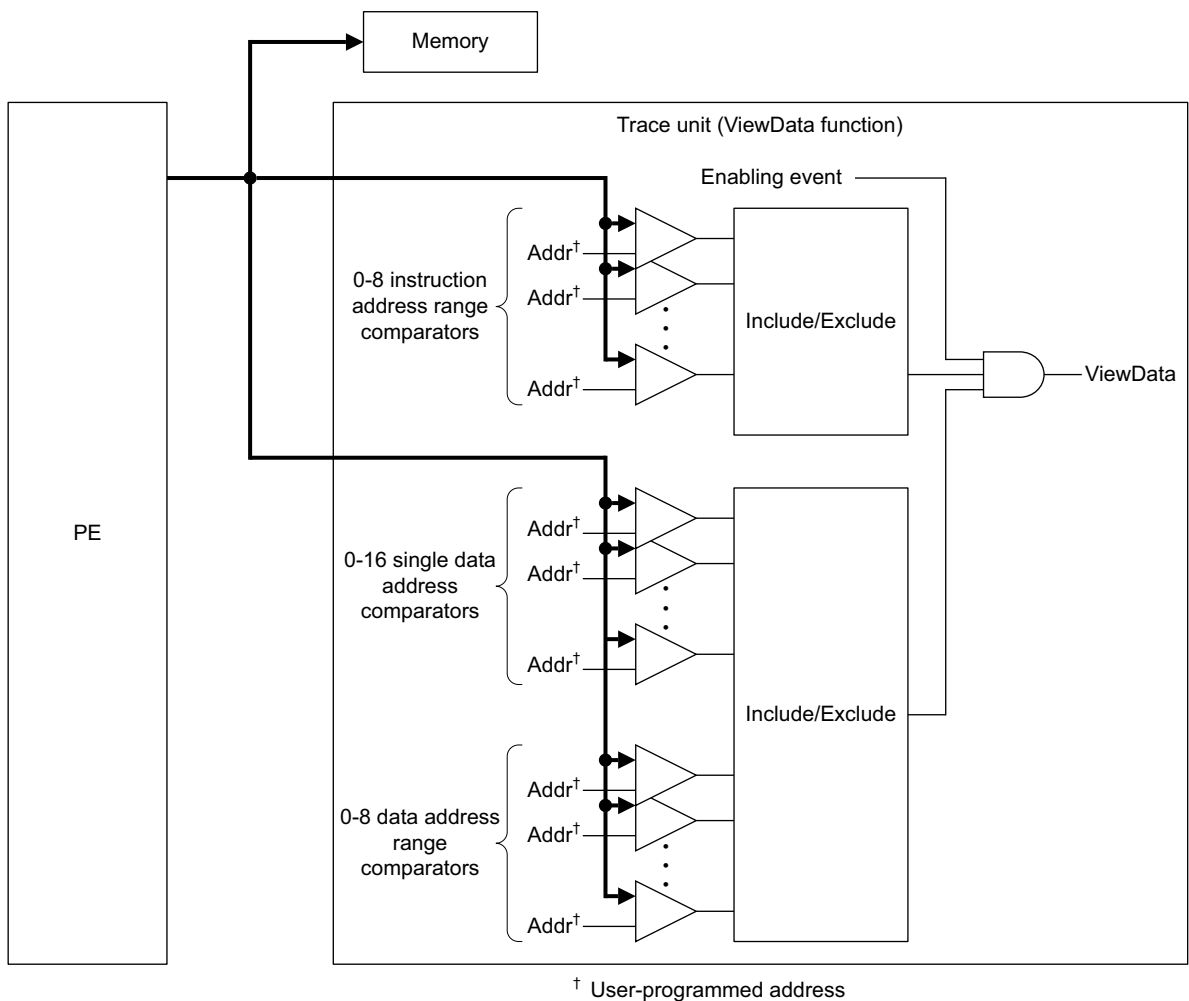 Memory
PE
Trace unit (ViewData function)
Enabling event
0-8 instruction
address range
comparators
Addr†
Addr†
Addr†
Include/Exclude
ViewData
0-16 single data
address
comparators
Addr†
Addr†
Addr†
0-8 data address
range
comparators
Addr†
Addr†
Addr†
Include/Exclude
† User-programmed address